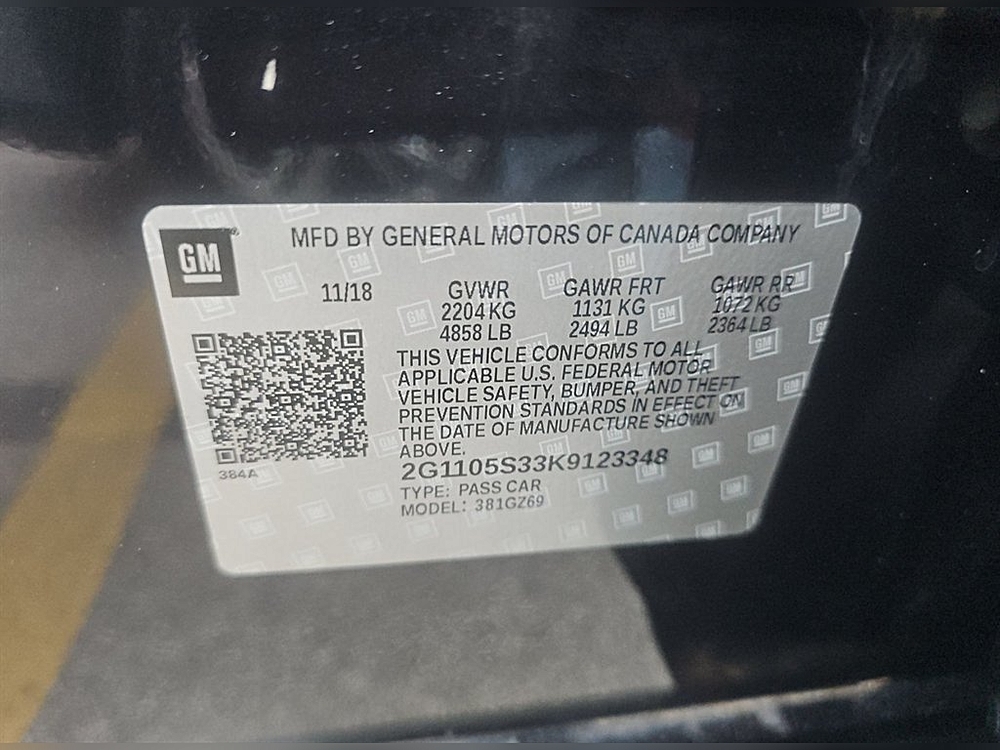 GM
MFD BY GENERAL MOTORS OF CANADA COMPANY
11/18
GVWR GAWR FRT GAWR RR
2204 KG 1131 KG 1072 KG
4858 LB 2494 LB 2364 LB
THIS VEHICLE CONFORMS TO ALL
APPLICABLE U.S. FEDERAL MOTOR
VEHICLE SAFETY, BUMPER, AND THEFT
PREVENTION STANDARDS IN EFFECT ON
THE DATE OF MANUFACTURE SHOWN
ABOVE.
384A
2G1105S33K9123348
TYPE: PASS CAR
MODEL: 381GZ69